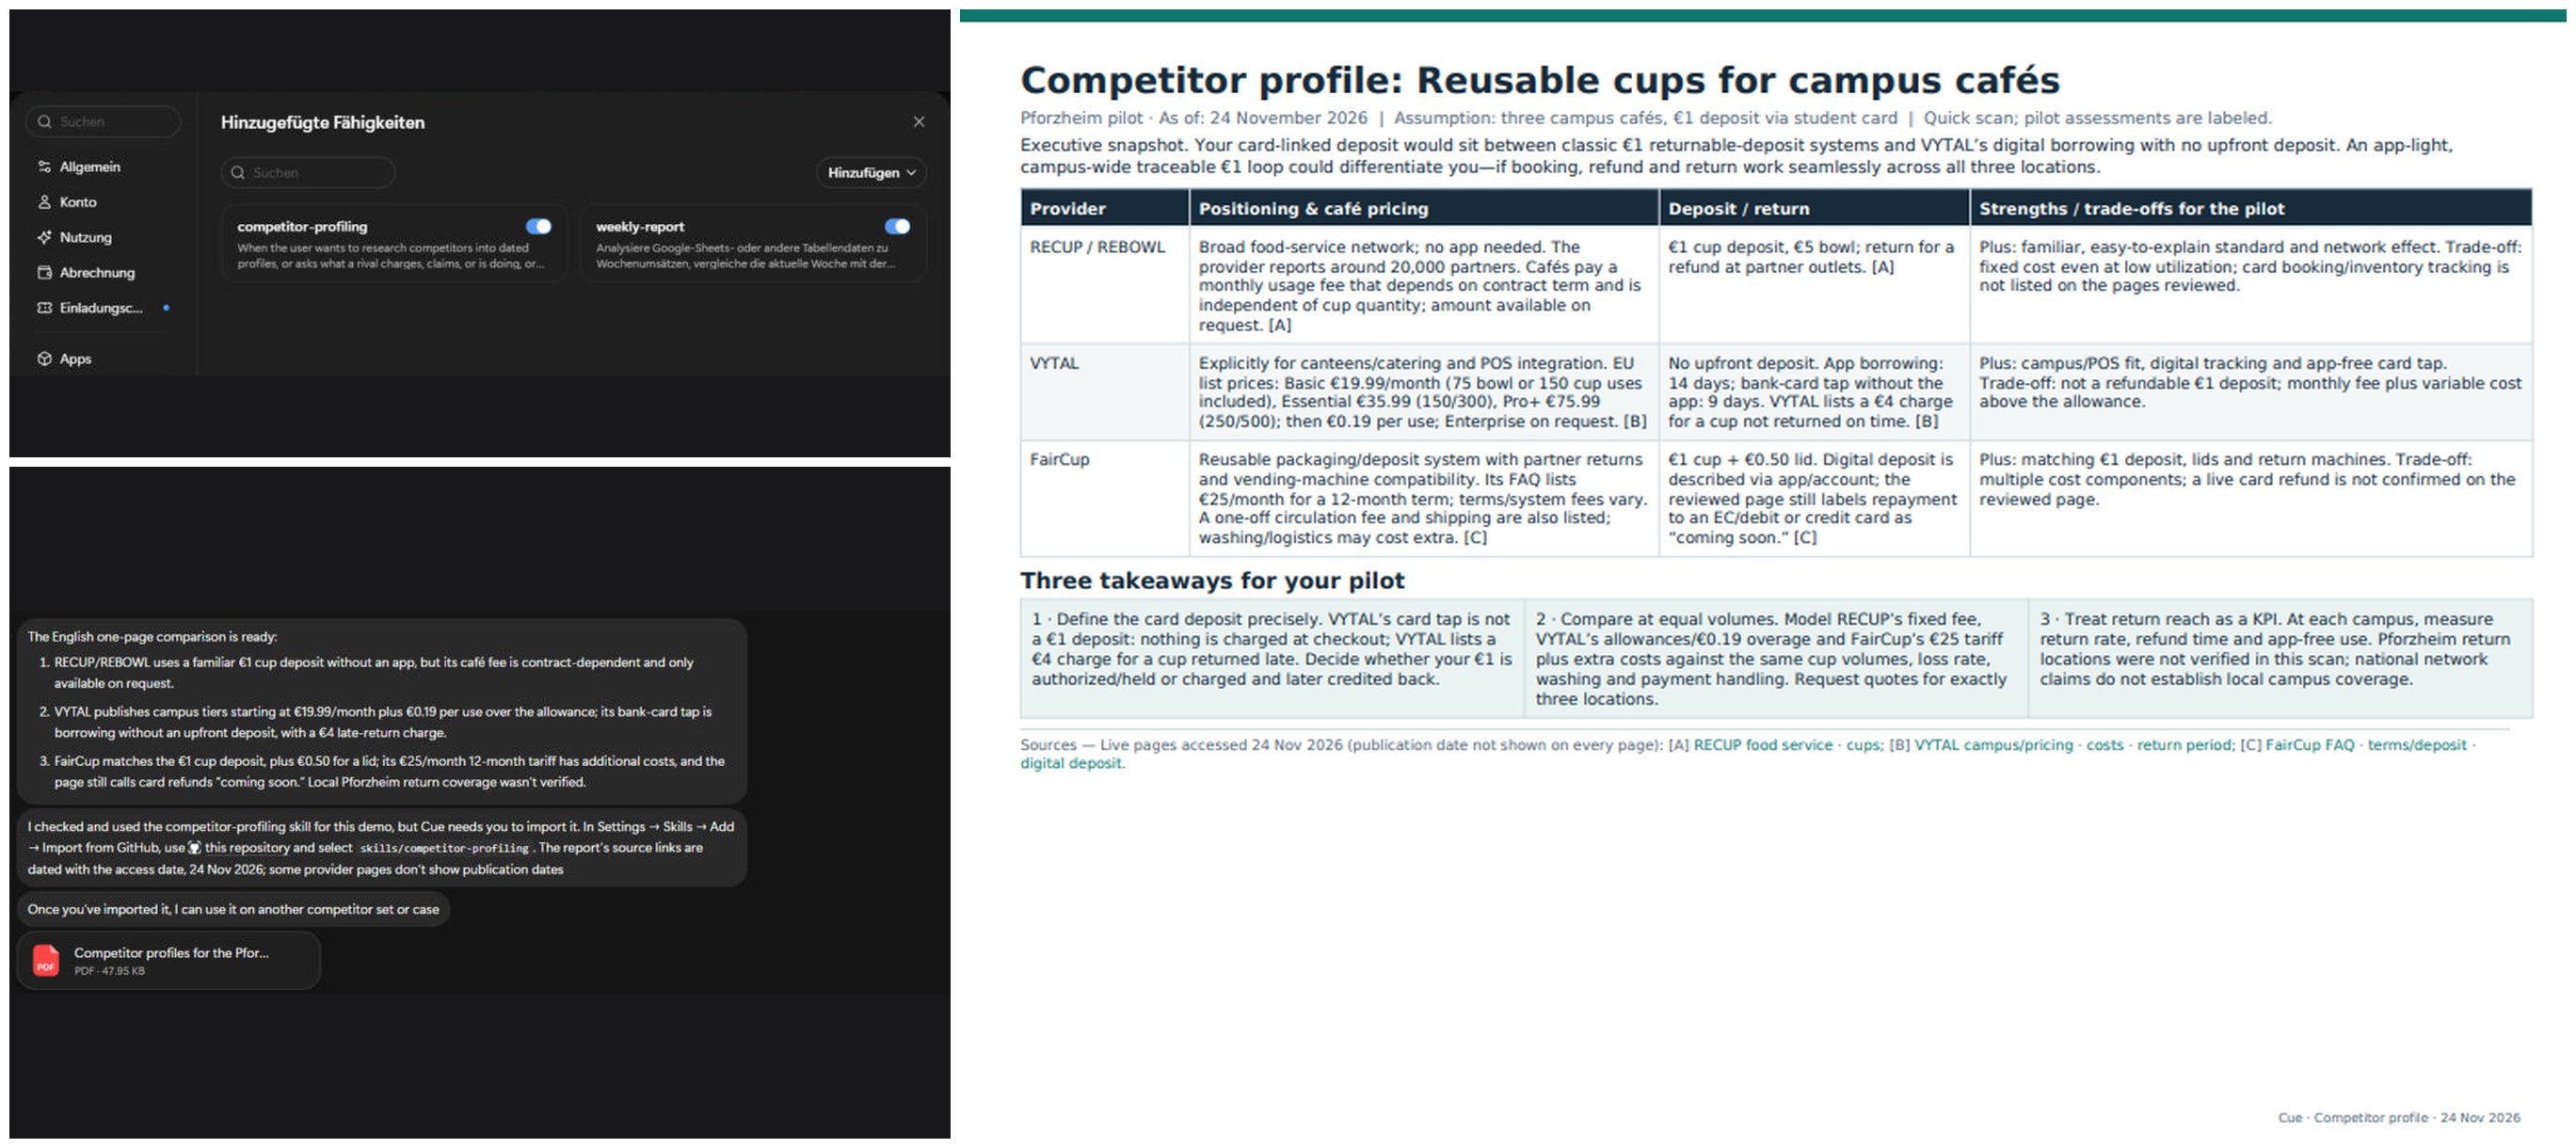 Suchen
Allgemein
Konto
Nutzung
Abrechnung
Einladungsc...
Apps
Hinzugefügte Fähigkeiten
Suchen
Hinzufügen
competitor-profiling
When the user wants to research competitors into dated
profiles, or asks what a rival charges, claims, or is doing, or...
weekly-report
Analysiere Google-Sheets- oder andere Tabellendaten zu
Wochenumsätzen, vergleiche die aktuelle Woche mit der...
The English one-page comparison is ready:
1. RECUP/REBOWL uses a familiar €1 cup deposit without an app, but its café fee is contract-dependent and only
available on request.
2. VYTAL publishes campus tiers starting at €19.99/month plus €0.19 per use over the allowance; its bank-card tap is
borrowing without an upfront deposit, with a €4 late-return charge.
3. FairCup matches the €1 cup deposit, plus €0.50 for a lid; its €25/month 12-month tariff has additional costs, and the
page still calls card refunds “coming soon.” Local Pforzheim return coverage wasn’t verified.
I checked and used the competitor-profiling skill for this demo, but Cue needs you to import it. In Settings → Skills → Add
→ Import from GitHub, use this repository and select skills/competitor-profiling . The report’s source links are
dated with the access date, 24 Nov 2026; some provider pages don’t show publication dates
Once you’ve imported it, I can use it on another competitor set or case
PDF
Competitor profiles for the Pfor...
PDF · 47.95 KB
Competitor profile: Reusable cups for campus cafés
Pforzheim pilot · As of: 24 November 2026 | Assumption: three campus cafés, €1 deposit via student card | Quick scan; pilot assessments are labeled.
Executive snapshot. Your card-linked deposit would sit between classic €1 returnable-deposit systems and VYTAL’s digital borrowing with no upfront deposit. An app-light,
campus-wide traceable €1 loop could differentiate you—if booking, refund and return work seamlessly across all three locations.
Provider
Positioning & café pricing
Deposit / return
Strengths / trade-offs for the pilot
RECUP / REBOWL
Broad food-service network; no app needed. The
provider reports around 20,000 partners. Cafés pay a
monthly usage fee that depends on contract term and is
independent of cup quantity; amount available on
request. [A]
€1 cup deposit, €5 bowl; return for a
refund at partner outlets. [A]
Plus: familiar, easy-to-explain standard and network effect. Trade-off:
fixed cost even at low utilization; card booking/inventory tracking is
not listed on the pages reviewed.
VYTAL
Explicitly for canteens/catering and POS integration. EU
list prices: Basic €19.99/month (75 bowl or 150 cup uses
included), Essential €35.99 (150/300), Pro+ €75.99
(250/500); then €0.19 per use; Enterprise on request. [B]
No upfront deposit. App borrowing:
14 days; bank-card tap without the
app: 9 days. VYTAL lists a €4 charge
for a cup not returned on time. [B]
Plus: campus/POS fit, digital tracking and app-free card tap.
Trade-off: not a refundable €1 deposit; monthly fee plus variable cost
above the allowance.
FairCup
Reusable packaging/deposit system with partner returns
and vending-machine compatibility. Its FAQ lists
€25/month for a 12-month term; terms/system fees vary.
A one-off circulation fee and shipping are also listed;
washing/logistics may cost extra. [C]
€1 cup + €0.50 lid. Digital deposit is
described via app/account; the
reviewed page still labels repayment
to an EC/debit or credit card as
“coming soon.” [C]
Plus: matching €1 deposit, lids and return machines. Trade-off:
multiple cost components; a live card refund is not confirmed on the
reviewed page.
Three takeaways for your pilot
1 · Define the card deposit precisely. VYTAL’s card tap is not
a €1 deposit: nothing is charged at checkout; VYTAL lists a
€4 charge for a cup returned late. Decide whether your €1 is
authorized/held or charged and later credited back.
2 · Compare at equal volumes. Model RECUP’s fixed fee,
VYTAL’s allowances/€0.19 overage and FairCup’s €25 tariff
plus extra costs against the same cup volumes, loss rate,
washing and payment handling. Request quotes for exactly
three locations.
3 · Treat return reach as a KPI. At each campus, measure
return rate, refund time and app-free use. Pforzheim return
locations were not verified in this scan; national network
claims do not establish local campus coverage.
Sources — Live pages accessed 24 Nov 2026 (publication date not shown on every page): [A] RECUP food service · cups; [B] VYTAL campus/pricing · costs · return period; [C] FairCup FAQ · terms/deposit ·
digital deposit.
Cue · Competitor profile · 24 Nov 2026